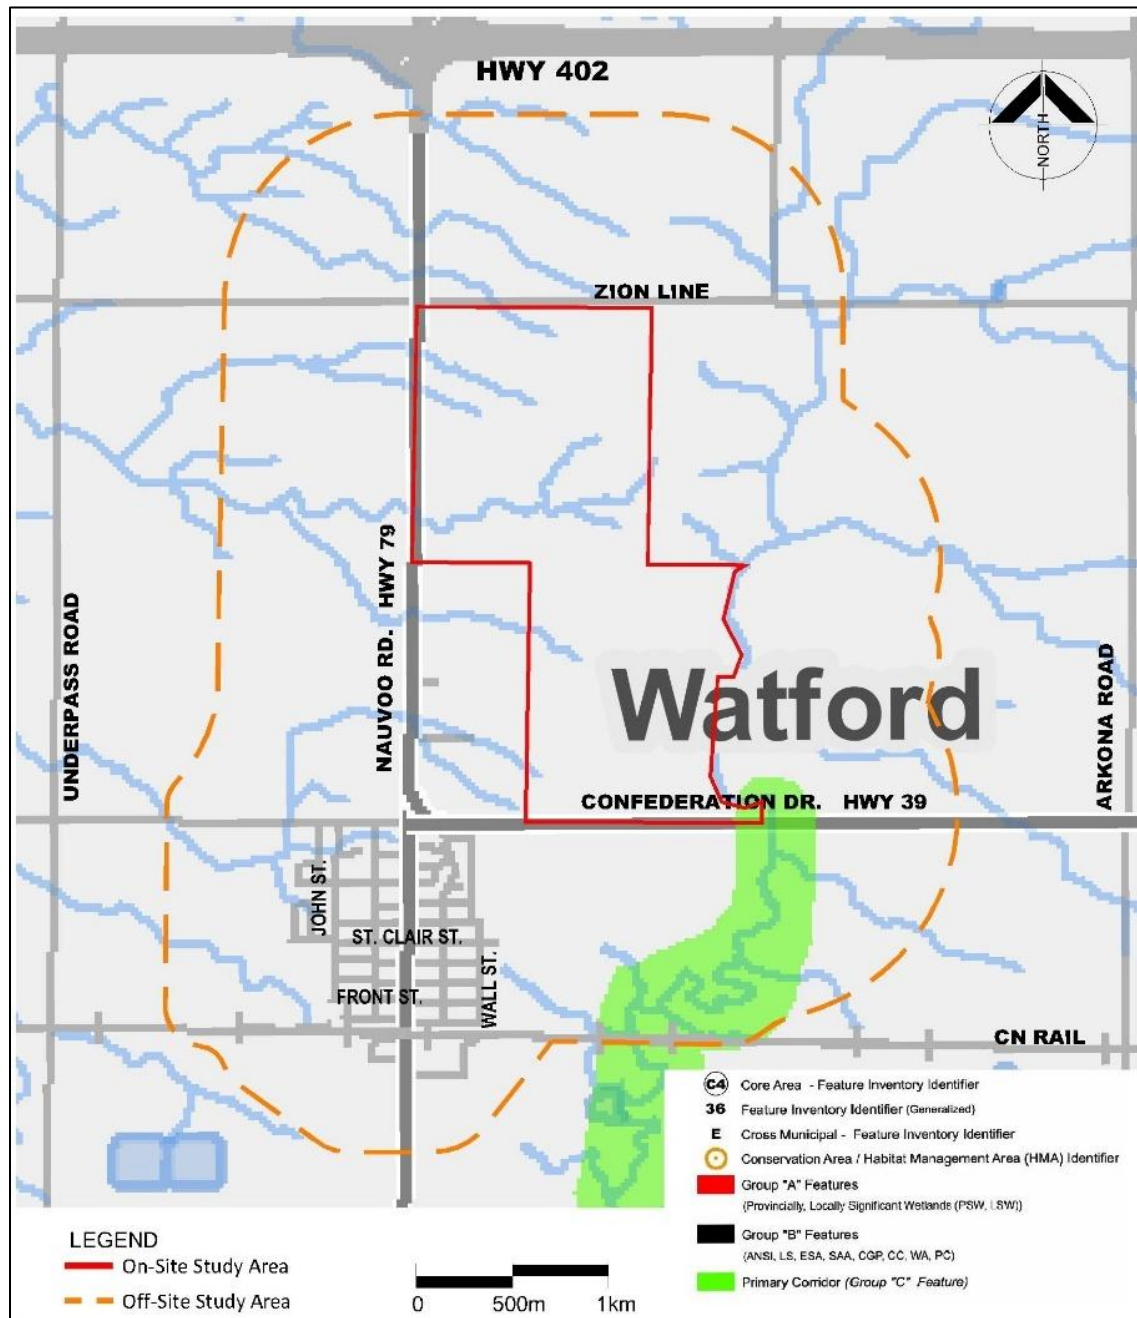 HWY 402
NORTH
ZION LINE
NAUVOO RD. HWY 79
UNDERPASS ROAD
Watford
ARKONA ROAD
CONFEDERATION DR. HWY 39
JOHN ST.
ST. CLAIR ST.
WALL ST.
FRONT ST.
CN RAIL
C4 Core Area - Feature Inventory Identifier
36 Feature Inventory Identifier (Generalized)
E Cross Municipal - Feature Inventory Identifier
Conservation Area / Habitat Management Area (HMA) Identifier
Group "A" Features
(Provincially, Locally Significant Wetlands (PSW, LSW))
Group "B" Features
(ANSI, LS, ESA, SAA, CGP, CC, WA, PC)
Primary Corridor (Group "C" Feature)
LEGEND
On-Site Study Area
Off-Site Study Area
0 500m 1km